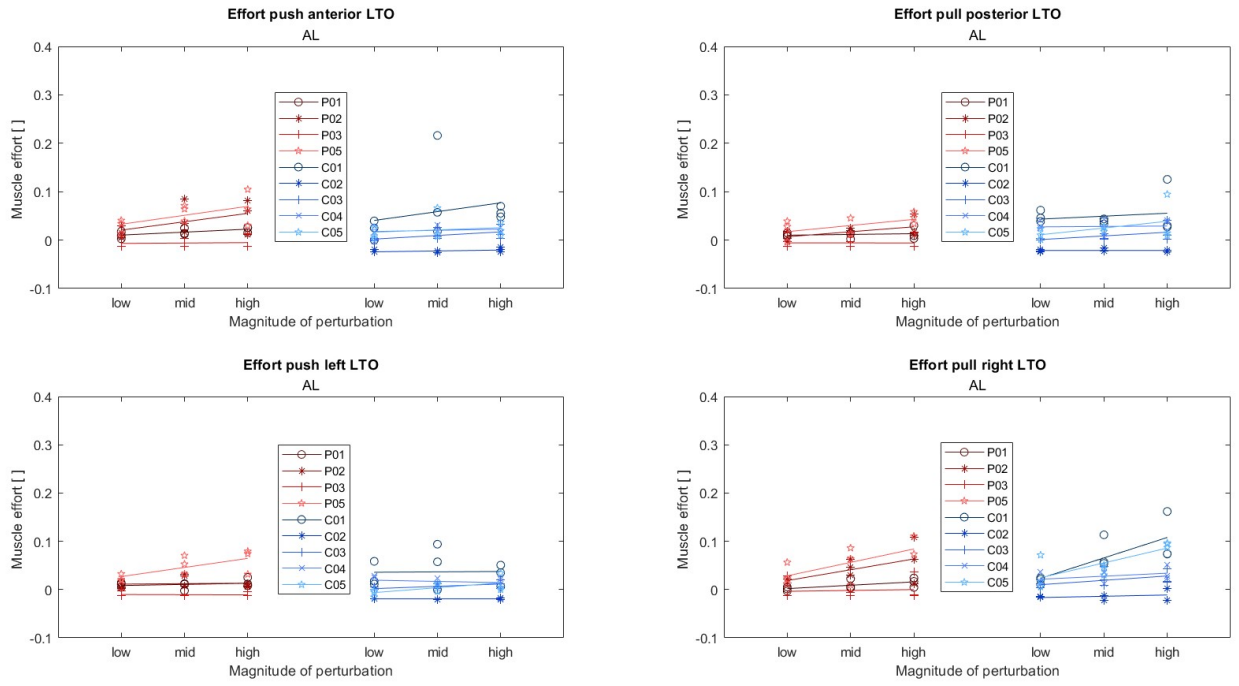 Effort push anterior LTO
AL
0.4
0.3
0.2
0.1
0
-0.1
Muscle effort [ ]
P01
P02
P03
P05
C01
C02
C03
C04
C05
low mid high low mid high
Magnitude of perturbation
Effort pull posterior LTO
AL
0.4
0.3
0.2
0.1
0
-0.1
Muscle effort [ ]
P01
P02
P03
P05
C01
C02
C03
C04
C05
low mid high low mid high
Magnitude of perturbation
Effort push left LTO
AL
0.4
0.3
0.2
0.1
0
-0.1
Muscle effort [ ]
P01
P02
P03
P05
C01
C02
C03
C04
C05
low mid high low mid high
Magnitude of perturbation
Effort pull right LTO
AL
0.4
0.3
0.2
0.1
0
-0.1
Muscle effort [ ]
P01
P02
P03
P05
C01
C02
C03
C04
C05
low mid high low mid high
Magnitude of perturbation